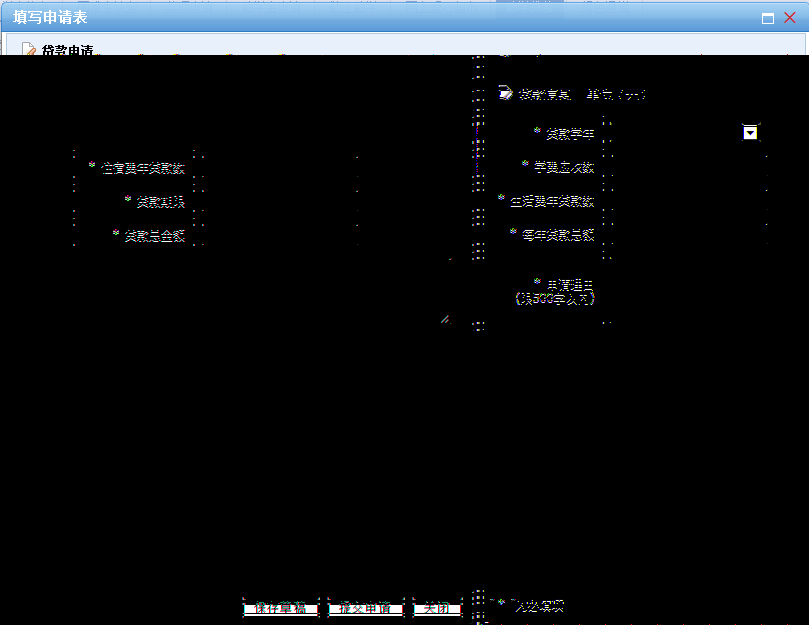 填写申请表
贷款申请
贷款信息 单位（元）
* 贷款学年
* 住宿费年贷款数
* 学费应欠数
* 贷款期限
* 生活费年贷款数
* 贷款总金额
* 每年贷款总额
* 申请理由
(限500字以内)
保存草稿 提交申请 关闭
" * "为必填项